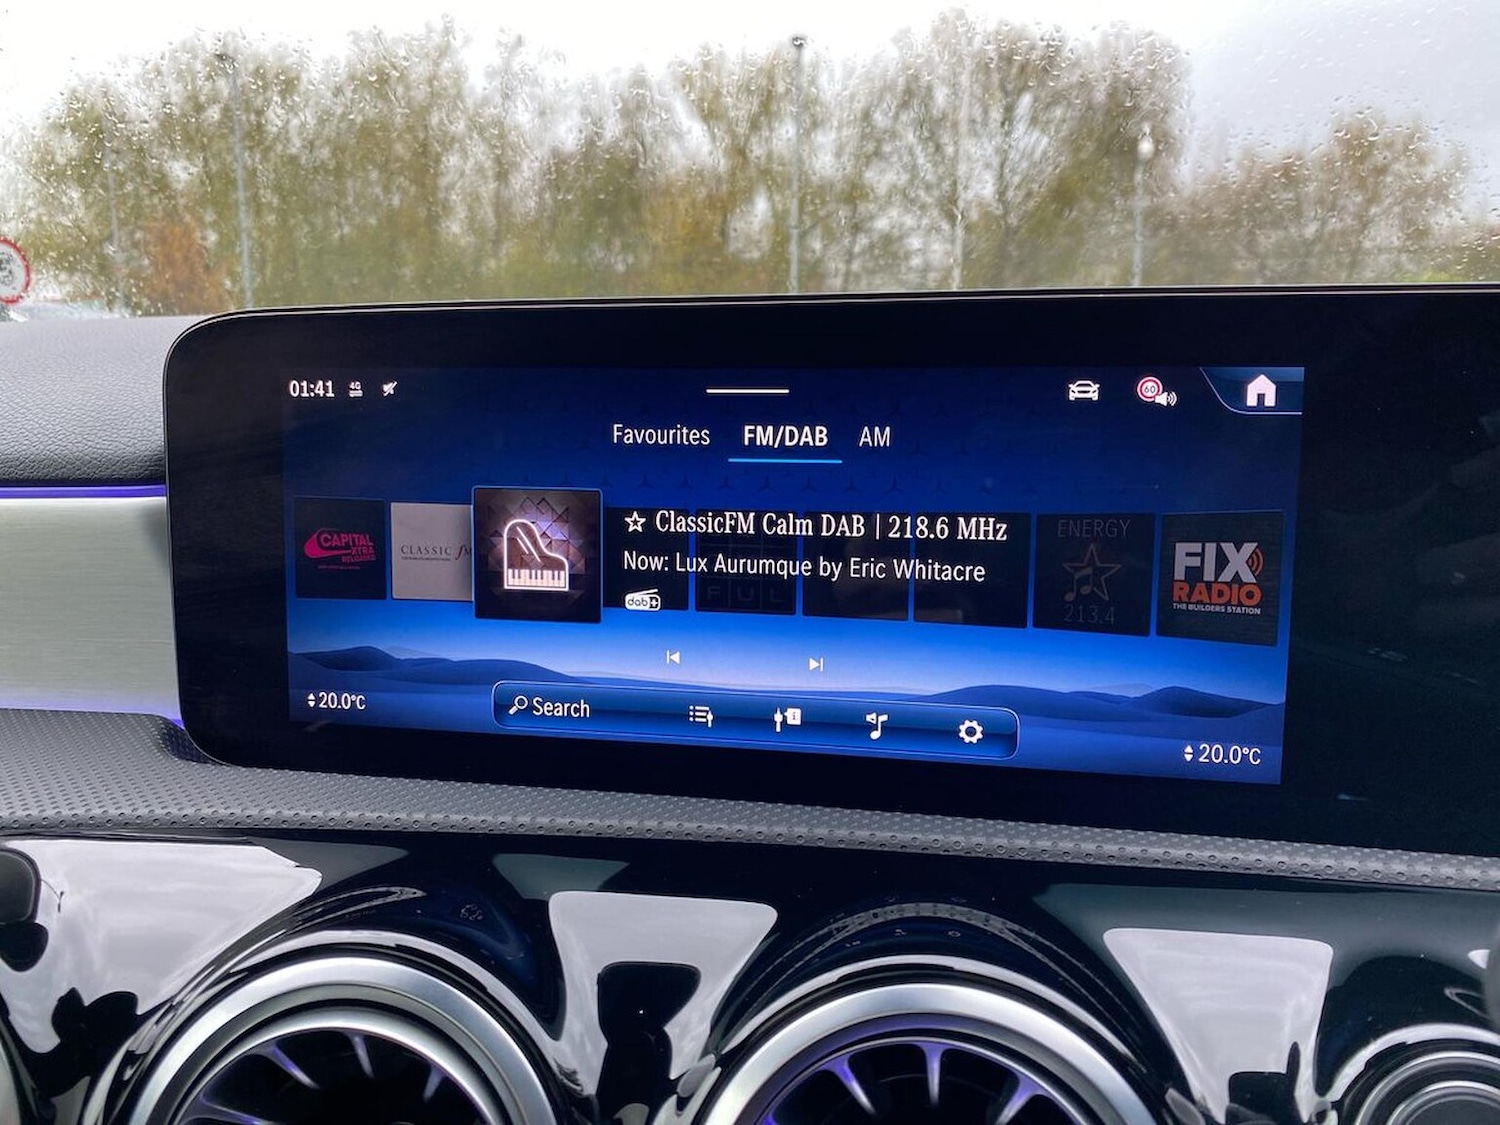 01:41 4G
60
Favourites FM/DAB AM
CAPITAL
XTRA
RELOADED
CLASSIC fM
☆ ClassicFM Calm DAB | 218.6 MHz
Now: Lux Aurumque by Eric Whitacre
dab+
FUL
ENERGY
213.4
FIX
RADIO
THE BUILDERS STATION
20.0°C
Search
i
20.0°C